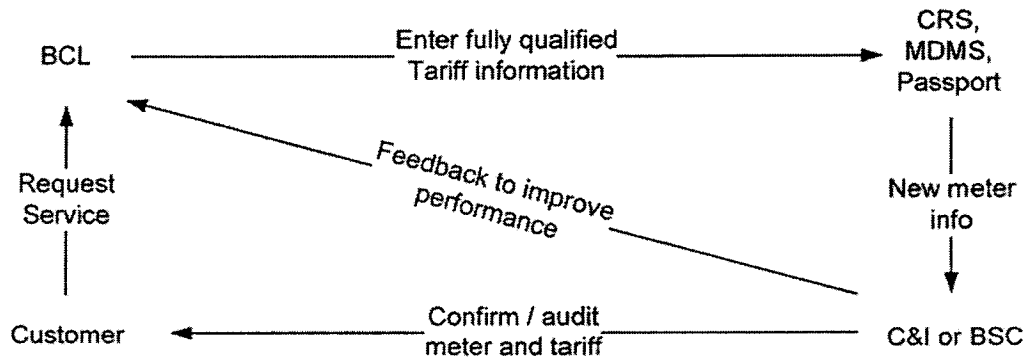 BCL
Enter fully qualified
Tariff information
CRS,
MDMS,
Passport
Feedback to improve
performance
Request
Service
New meter
info
Customer
Confirm / audit
meter and tariff
C&I or BSC